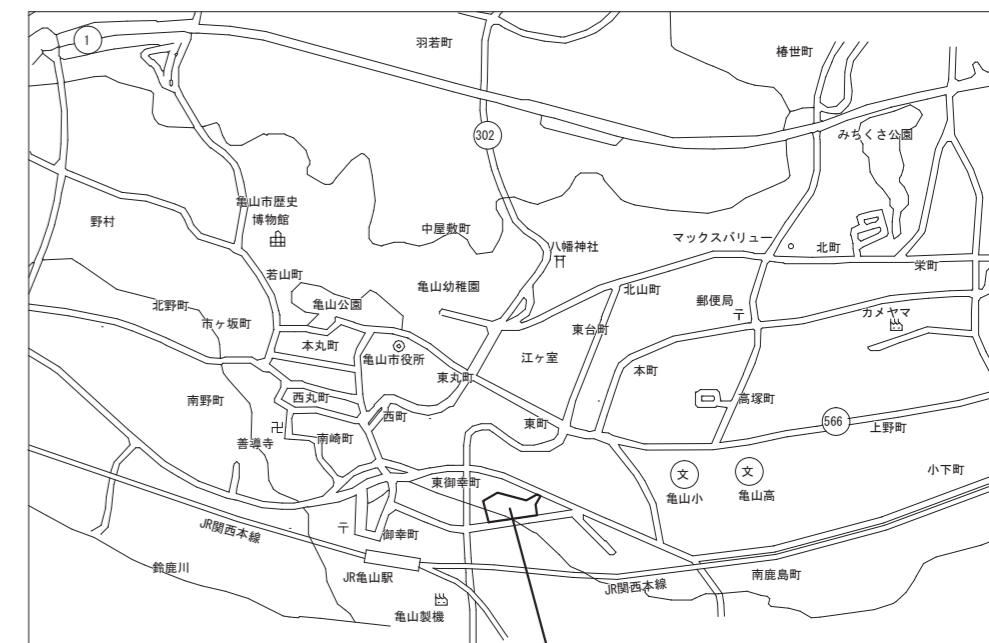 1
羽若町
椿世町
302
みちくさ公園
亀山市歴史
博物館
野村
中屋敷町
八幡神社
マックスバリュー
北町
栄町
若山町
亀山幼稚園
北山町
郵便局
〒
カメヤマ
北野町
亀山公園
市ヶ坂町
東台町
本丸町
亀山市役所
江ヶ室
本町
東丸町
南野町
西丸町
西町
高塚町
566
上野町
東町
卍
善導寺
南崎町
文
文
小下町
東御幸町
亀山小
亀山高
JR関西本線
〒
御幸町
鈴鹿川
JR亀山駅
JR関西本線
南鹿島町
亀山製機